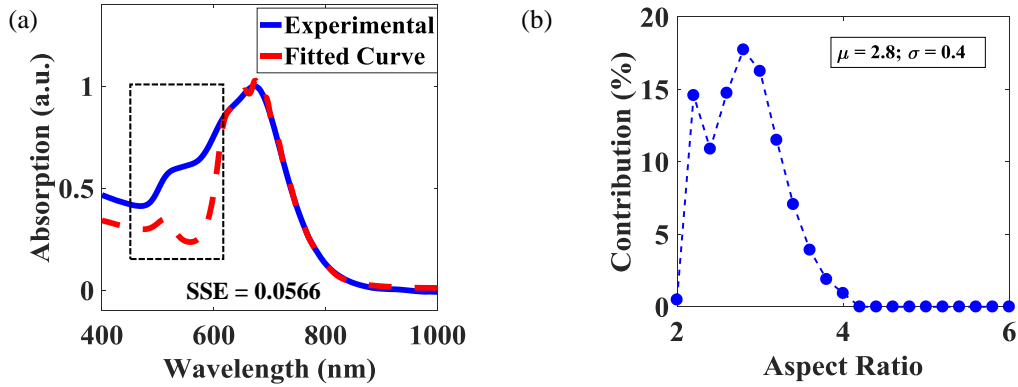 (a)
Experimental
Fitted Curve
Absorption (a.u.)
1
0.5
0
SSE = 0.0566
400 600 800 1000
Wavelength (nm)
(b)
μ = 2.8; σ = 0.4
Contribution (%)
20
15
10
5
0
2 4 6
Aspect Ratio